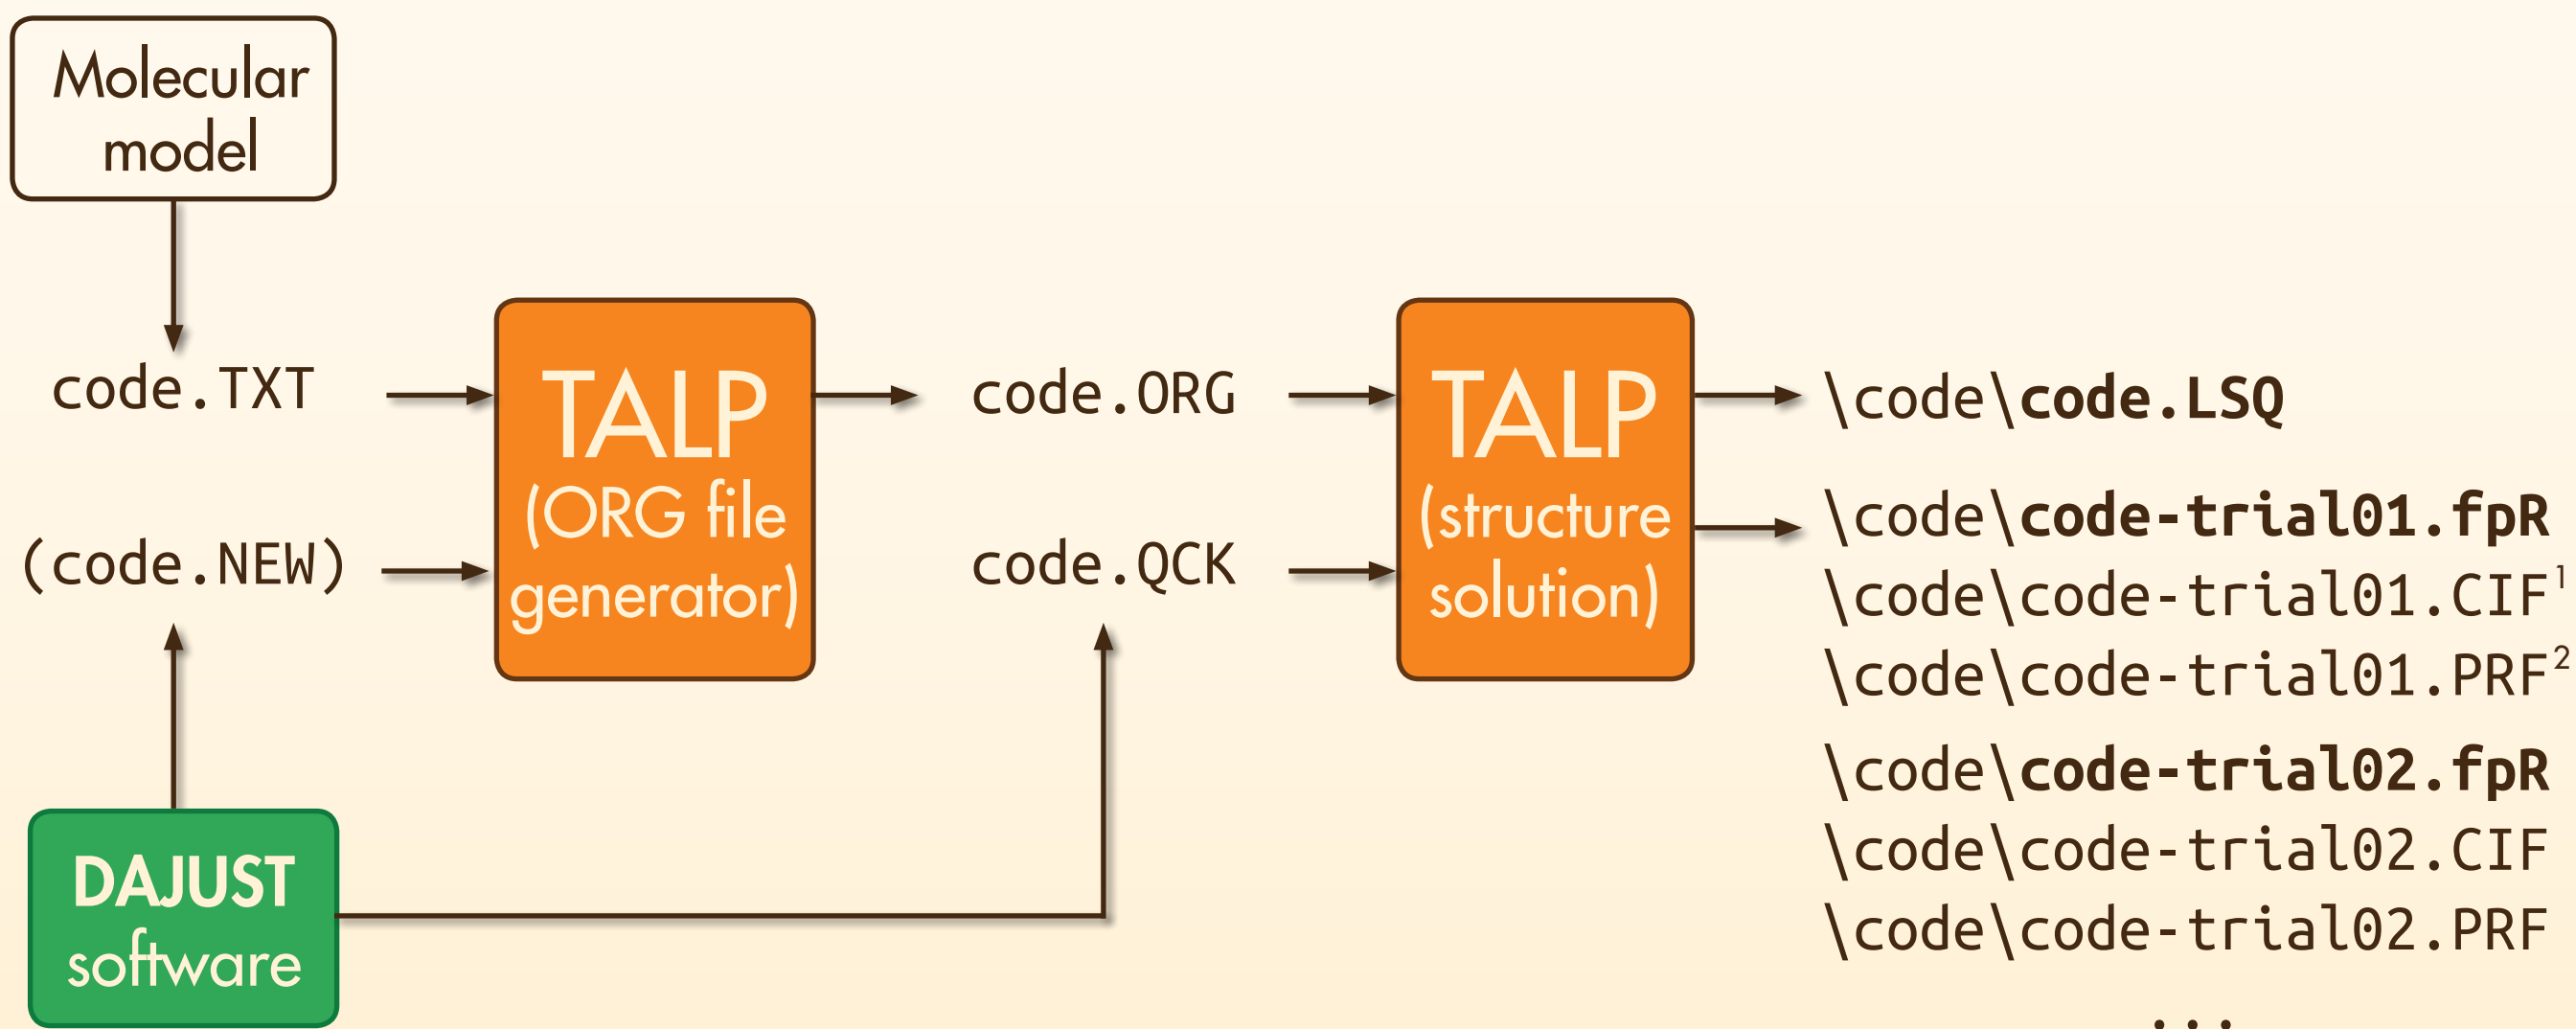 Molecular
model
code.TXT
(code.NEW)
DAJUST
software
TALP
(ORG file
generator)
code.ORG
code.QCK
TALP
(structure
solution)
\code\code.LSQ
\code\code-trial01.fpR
\code\code-trial01.CIF¹
\code\code-trial01.PRF²
\code\code-trial02.fpR
\code\code-trial02.CIF
\code\code-trial02.PRF
...